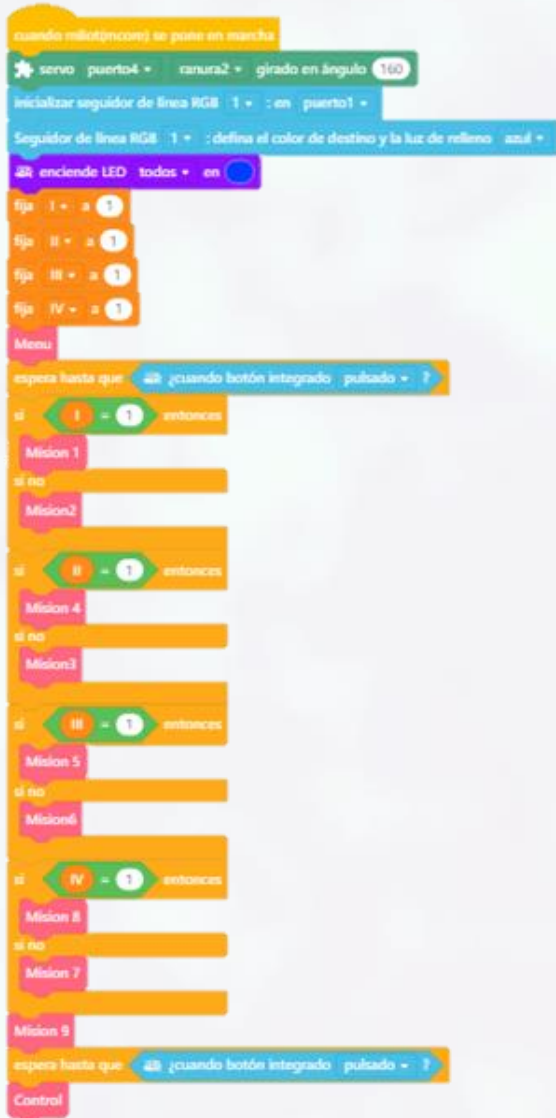 cuando mBot(mcore) se pone en marcha
servo puerto4 ranura2 girado en ángulo 160
inicializar seguidor de línea RGB 1 : en puerto1
Seguidor de línea RGB 1 : defina el color de destino y la luz de relleno azul
enciende LED todos en
fija I a 1
fija II a 1
fija III a 1
fija IV a 1
Menu
espera hasta que ¿cuando botón integrado pulsado ?
si I = 1 entonces
Mision 1
si no
Mision2
si II = 1 entonces
Mision 4
si no
Mision3
si III = 1 entonces
Mision 5
si no
Mision6
si IV = 1 entonces
Mision 8
si no
Mision 7
Mision 9
espera hasta que ¿cuando botón integrado pulsado ?
Control